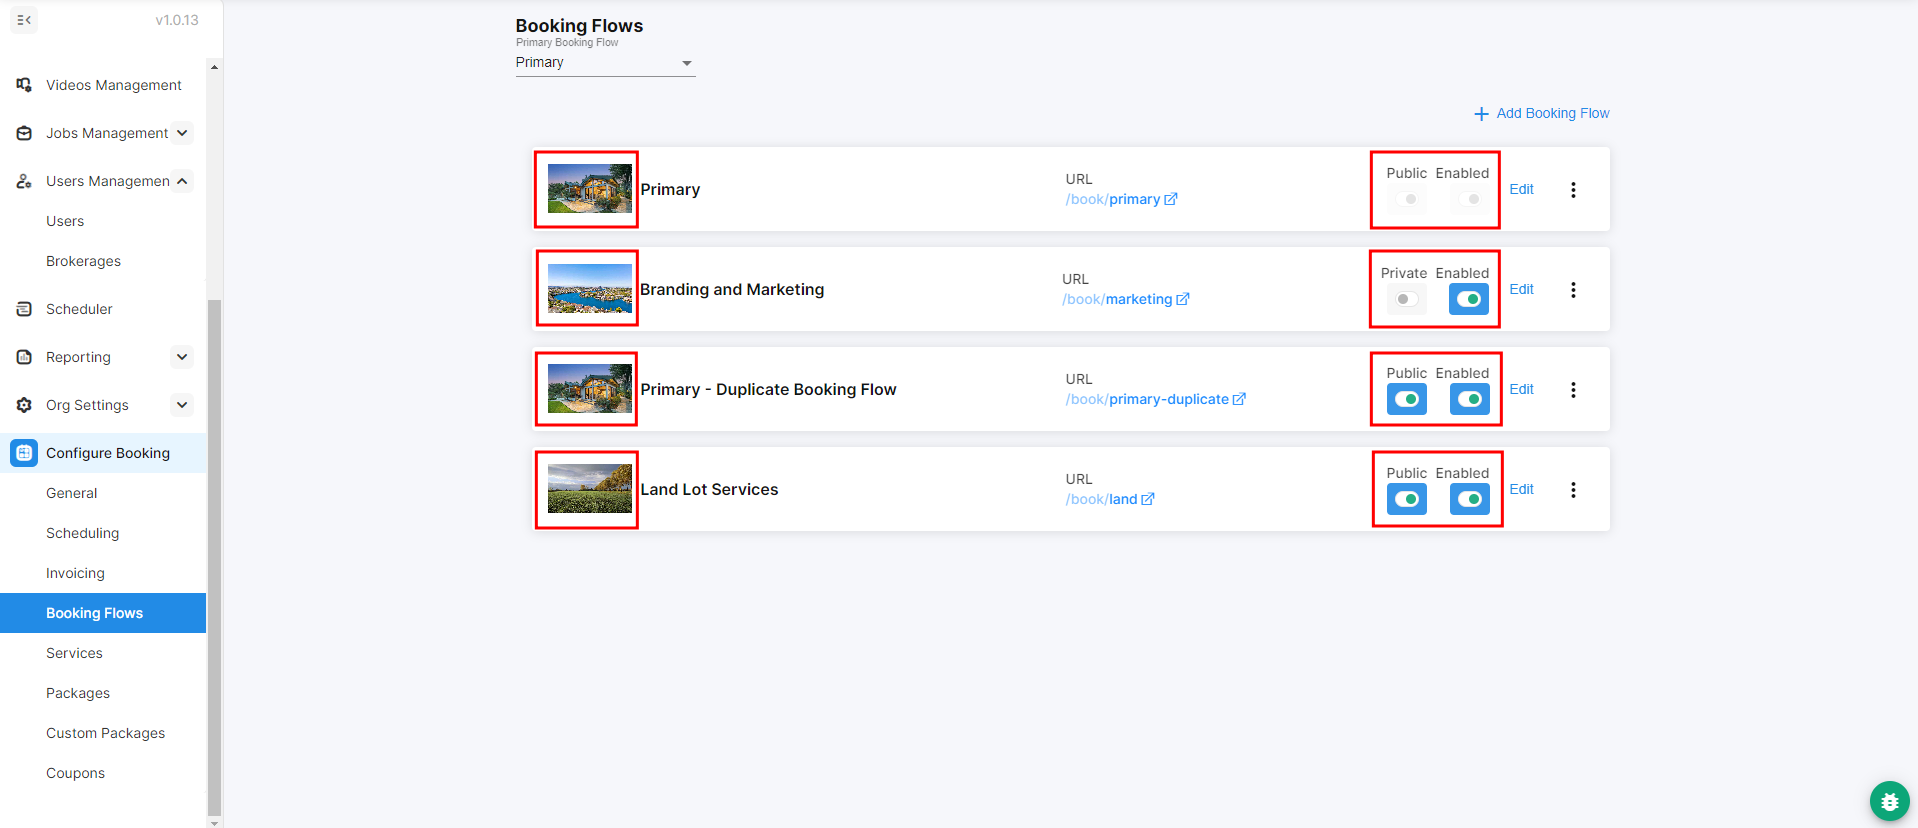 v1.0.13
Videos Management
Jobs Management
Users Managemen
Users
Brokerages
Scheduler
Reporting
Org Settings
Configure Booking
General
Scheduling
Invoicing
Booking Flows
Services
Packages
Custom Packages
Coupons
Booking Flows
Primary Booking Flow
Primary
Add Booking Flow
Primary
URL
/book/primary
Public Enabled
Edit
Branding and Marketing
URL
/book/marketing
Private Enabled
Edit
Primary - Duplicate Booking Flow
URL
/book/primary-duplicate
Public Enabled
Edit
Land Lot Services
URL
/book/land
Public Enabled
Edit